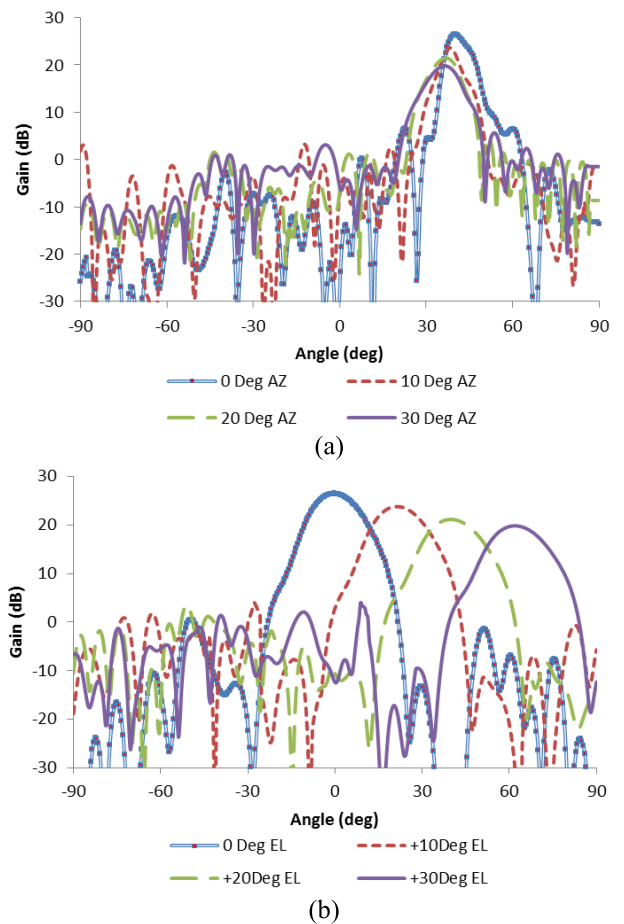 30
20
10
0
-10
-20
-30
Gain (dB)
-90 -60 -30 0 30 60 90
Angle (deg)
0 Deg AZ 10 Deg AZ
20 Deg AZ 30 Deg AZ
(a)
30
20
10
0
-10
-20
-30
Gain (dB)
-90 -60 -30 0 30 60 90
Angle (deg)
0 Deg EL +10Deg EL
+20Deg EL +30Deg EL
(b)